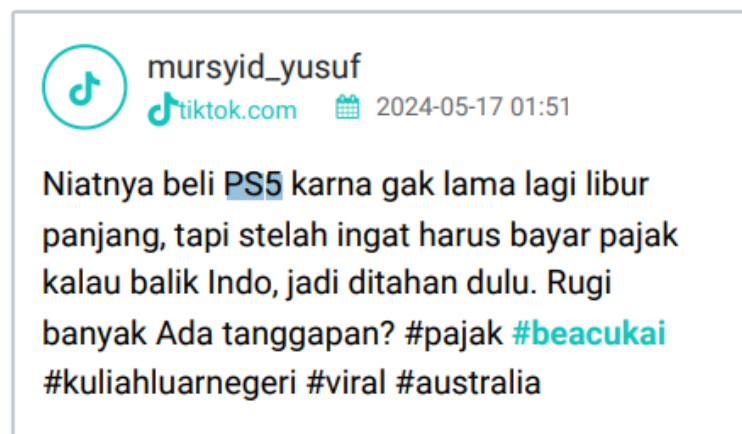 mursyid_yusuf
tiktok.com 2024-05-17 01:51
Niatnya beli PS5 karna gak lama lagi libur
panjang, tapi stelah ingat harus bayar pajak
kalau balik Indo, jadi ditahan dulu. Rugi
banyak Ada tanggapan? #pajak #beacukai
#kuliahluarnegeri #viral #australia